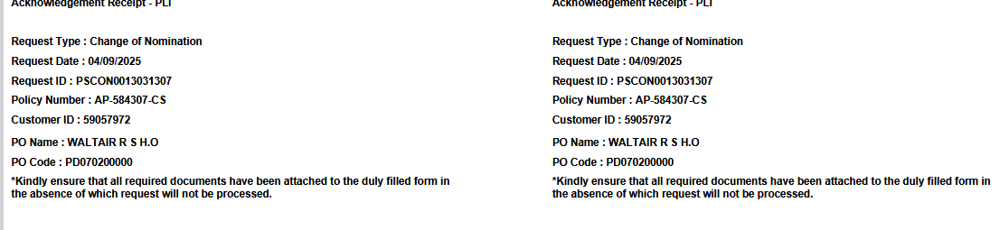 Acknowledgement Receipt - PLI
Request Type : Change of Nomination
Request Date : 04/09/2025
Request ID : PSCON0013031307
Policy Number : AP-584307-CS
Customer ID : 59057972
PO Name : WALTAIR R S H.O
PO Code : PD070200000
*Kindly ensure that all required documents have been attached to the duly filled form in
the absence of which request will not be processed.
Acknowledgement Receipt - PLI
Request Type : Change of Nomination
Request Date : 04/09/2025
Request ID : PSCON0013031307
Policy Number : AP-584307-CS
Customer ID : 59057972
PO Name : WALTAIR R S H.O
PO Code : PD070200000
*Kindly ensure that all required documents have been attached to the duly filled form in
the absence of which request will not be processed.